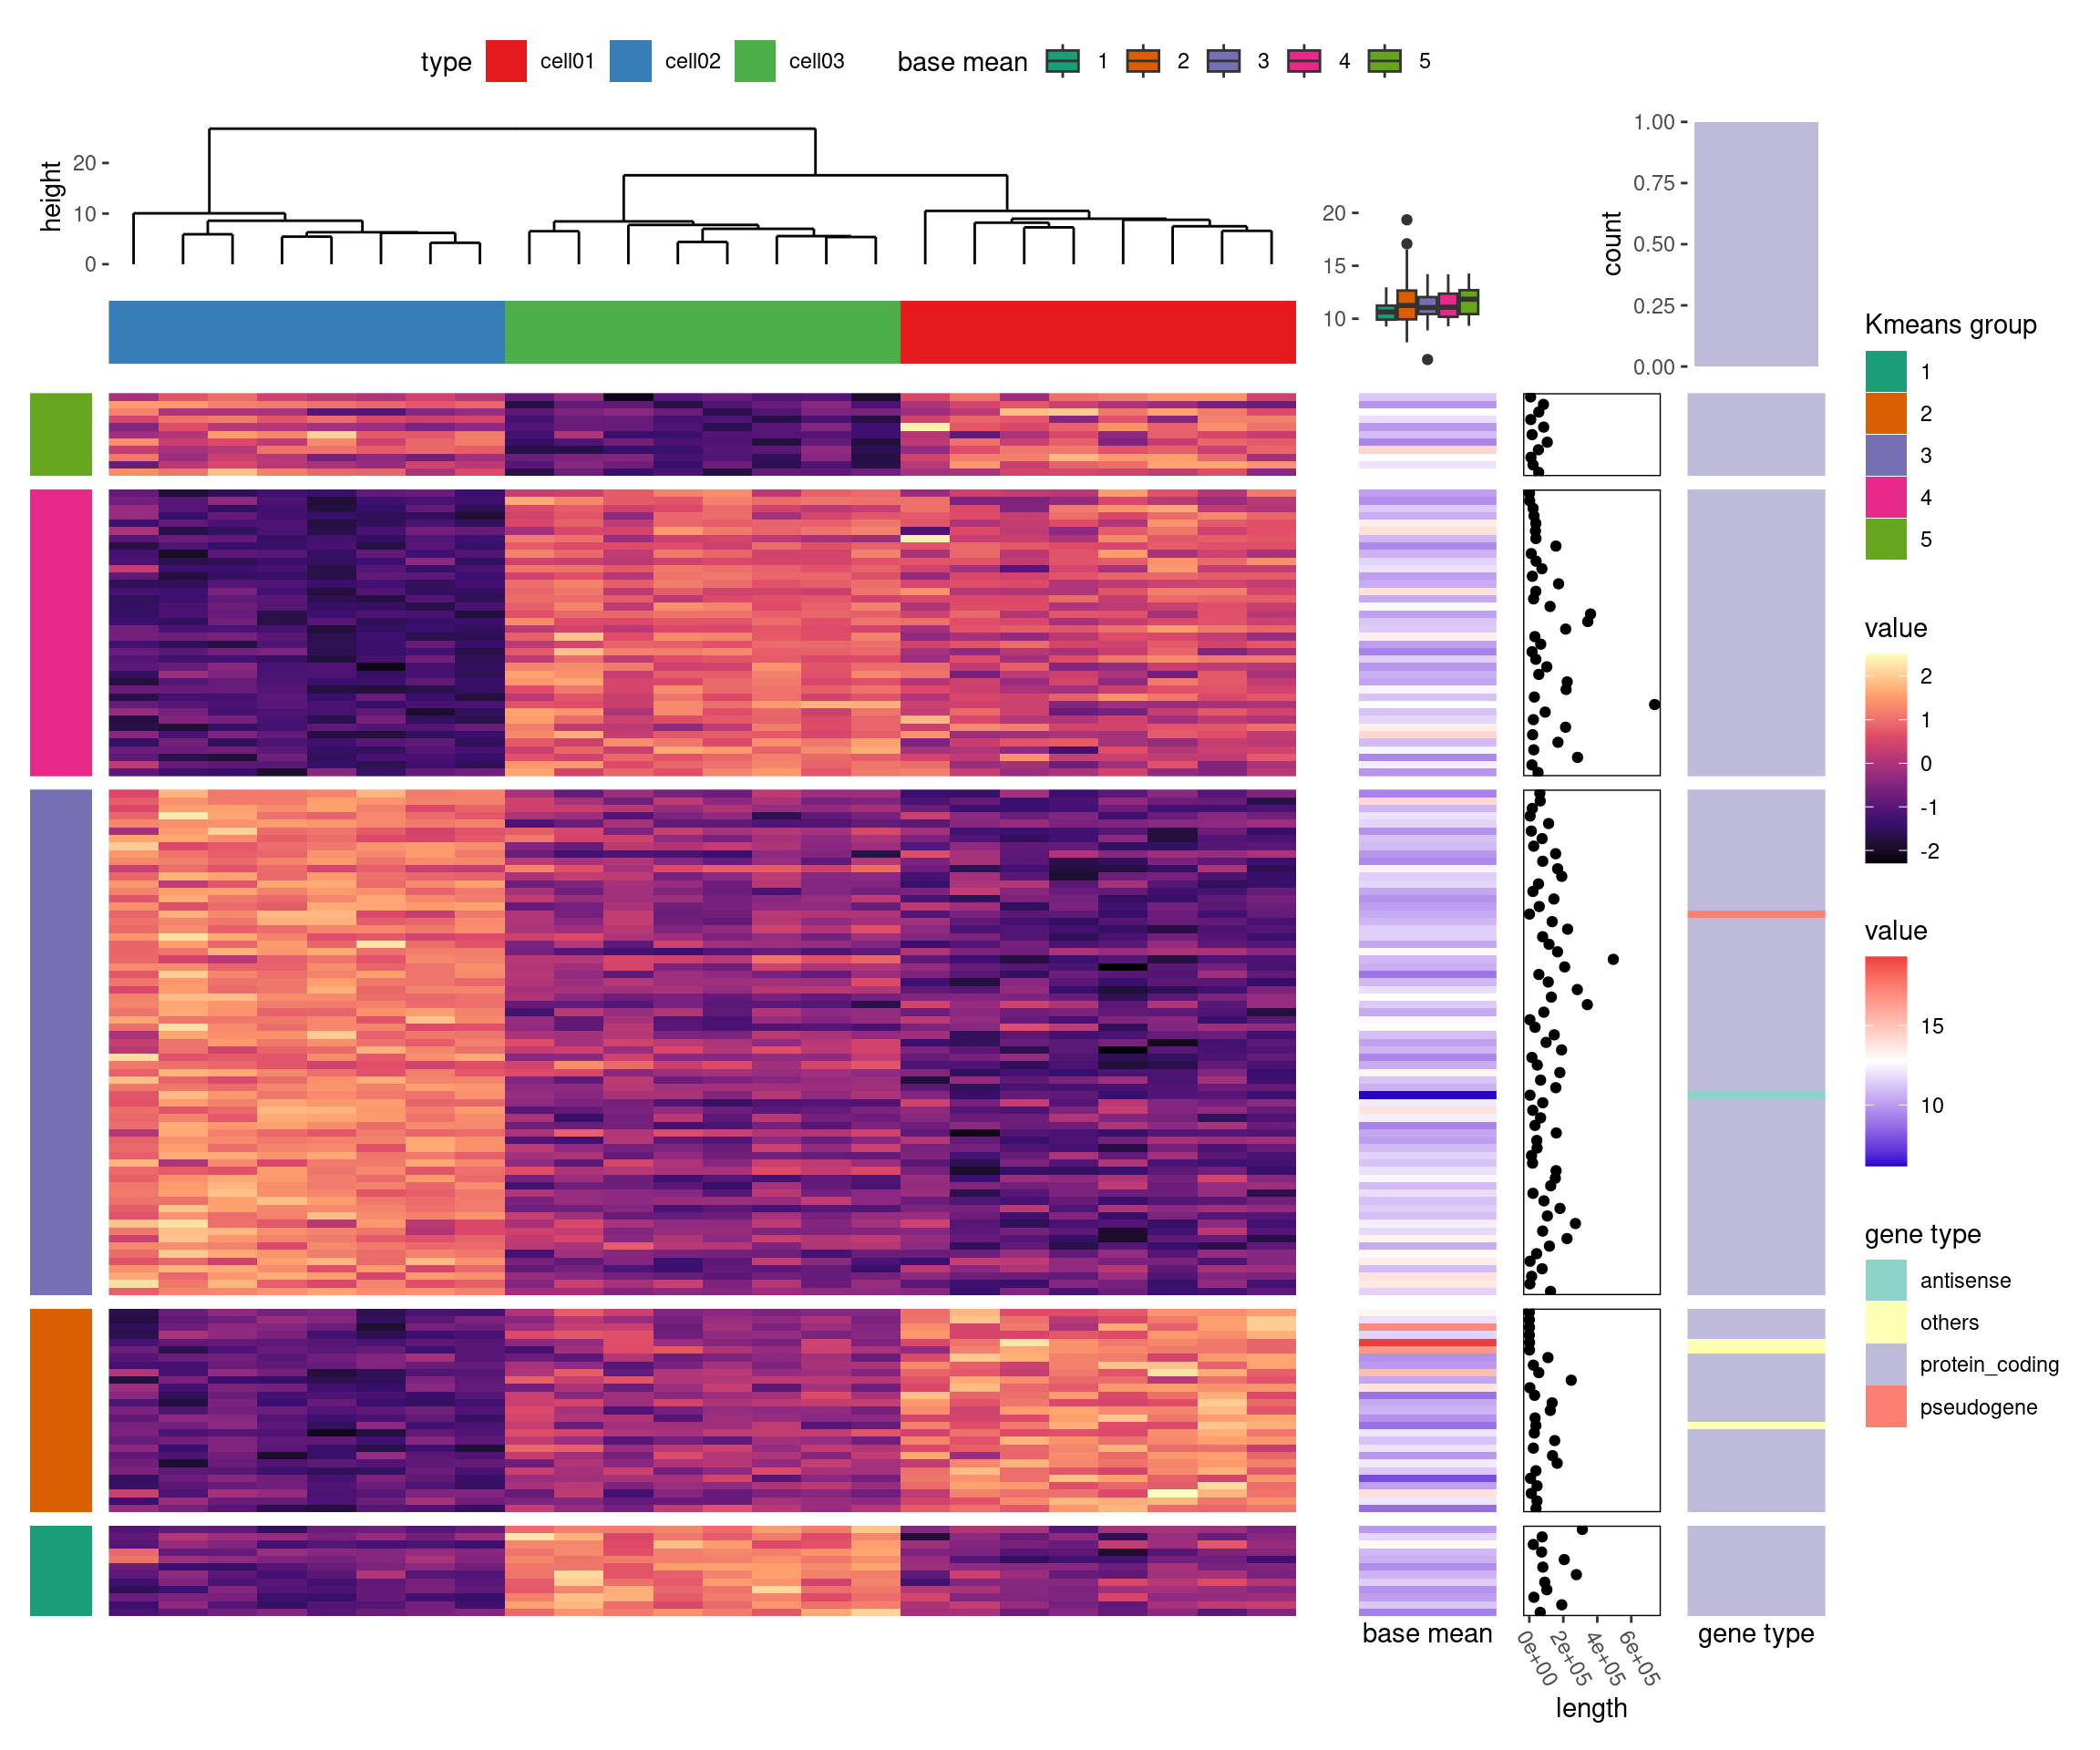 type cell01 cell02 cell03 base mean 1 2 3 4 5
height
20
10
0
20
15
10
count
1.00
0.75
0.50
0.25
0.00
Kmeans group
1
2
3
4
5
value
2
1
0
-1
-2
value
15
10
gene type
antisense
others
protein_coding
pseudogene
base mean
0e+00 2e+05 4e+05 6e+05
length
gene type